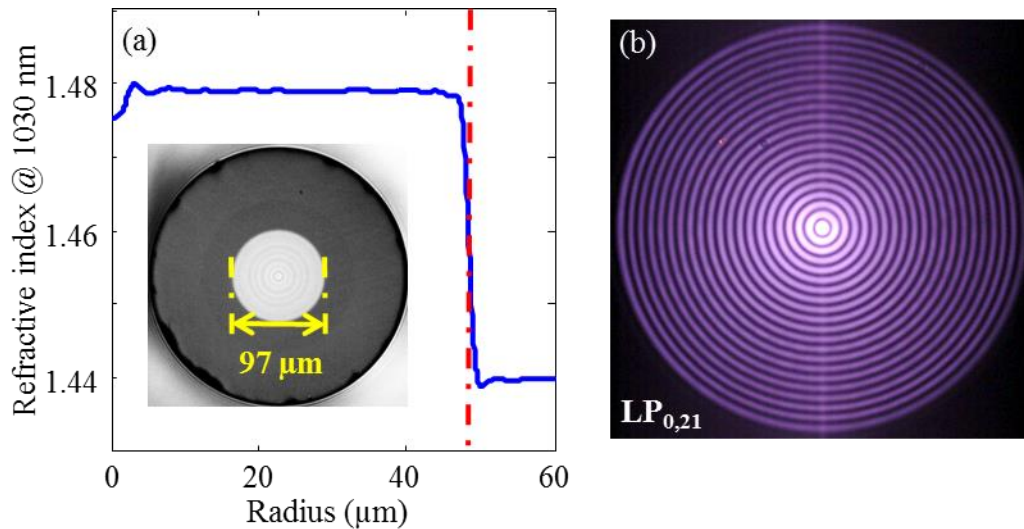 (a)
(b)
Refractive index @ 1030 nm
1.48
1.46
1.44
97 µm
LP0,21
0
20
40
60
Radius (µm)